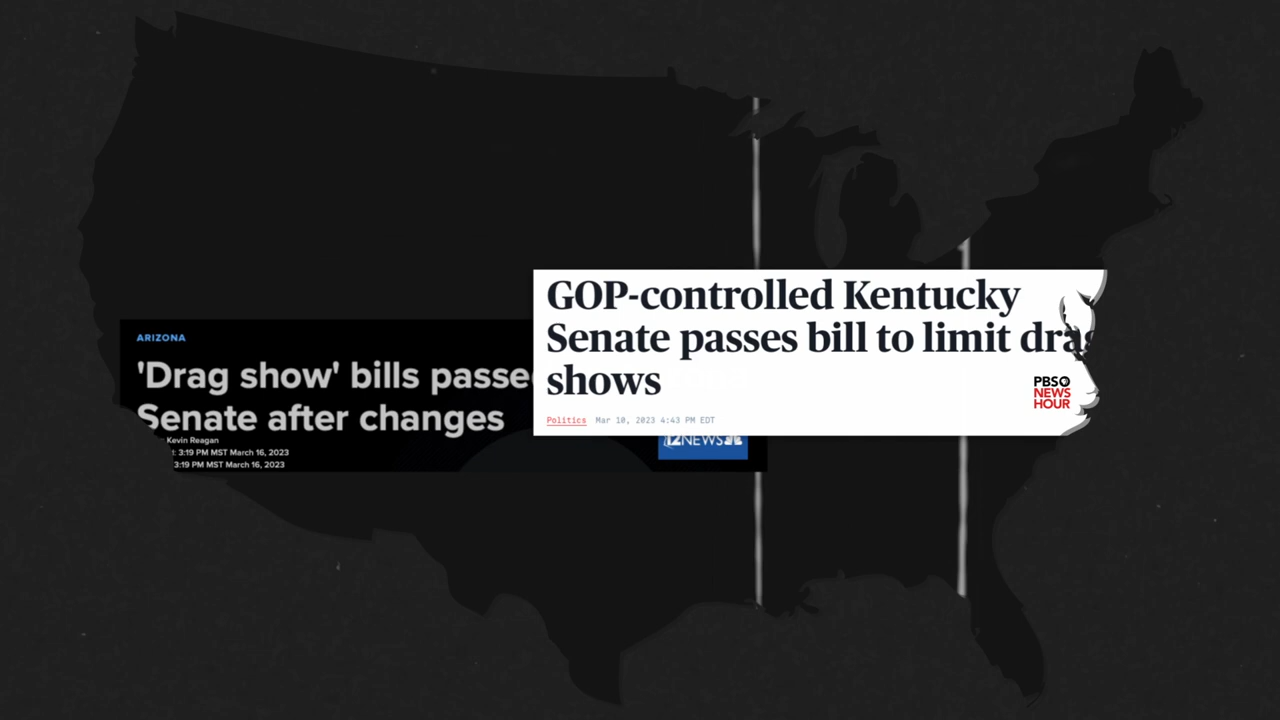 ARIZONA
'Drag show' bills passe
Senate after changes
Kevin Reagan
3:19 PM MST March 16, 2023
3:19 PM MST March 16, 2023
12NEWS
GOP-controlled Kentucky
Senate passes bill to limit drag
shows
Politics Mar 10, 2023 4:43 PM EDT
PBS
NEWS
HOUR